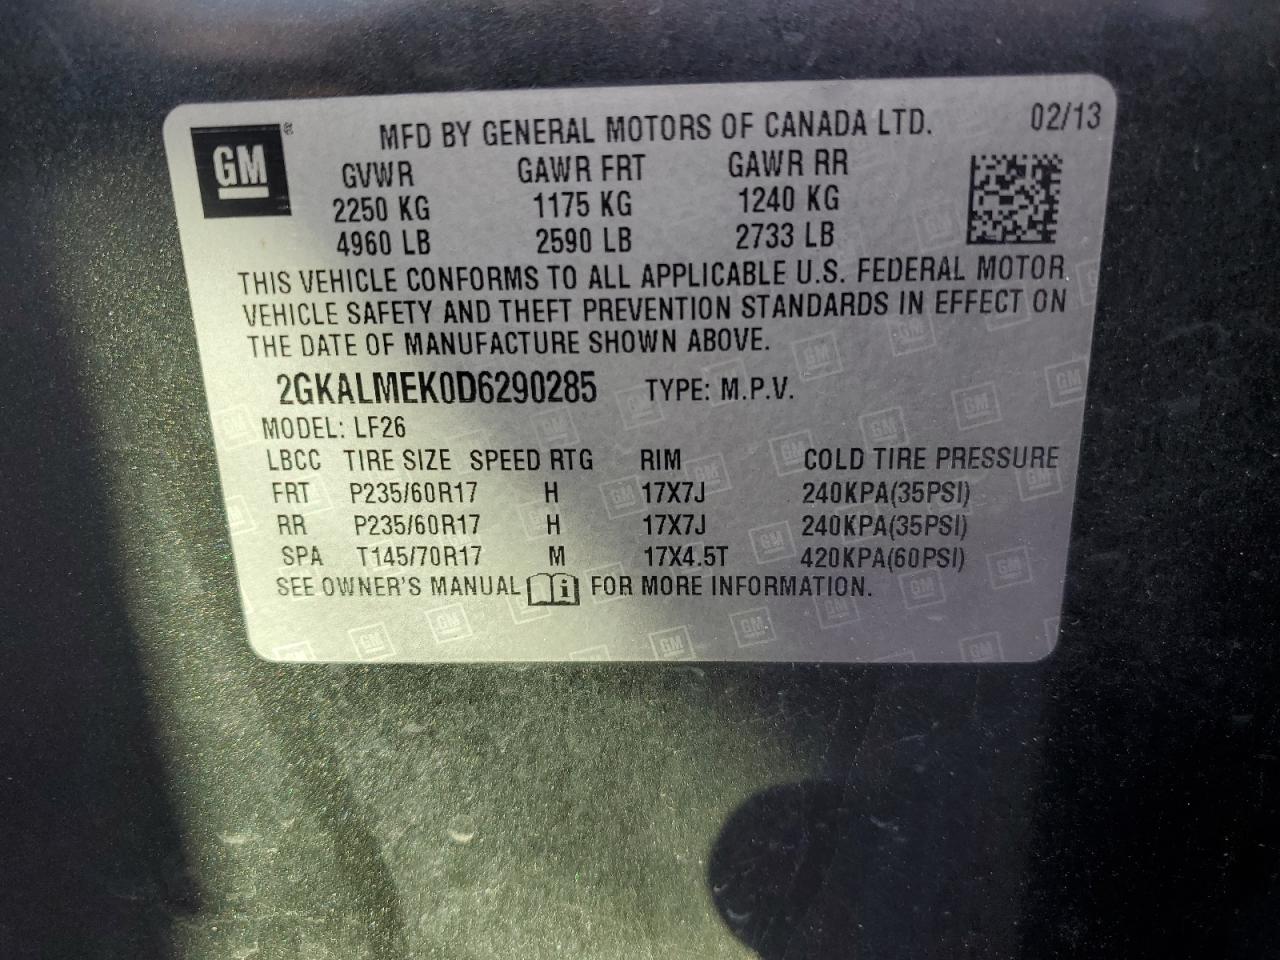 GM ®
MFD BY GENERAL MOTORS OF CANADA LTD. 02/13
GVWR GAWR FRT GAWR RR
2250 KG 1175 KG 1240 KG
4960 LB 2590 LB 2733 LB
THIS VEHICLE CONFORMS TO ALL APPLICABLE U.S. FEDERAL MOTOR
VEHICLE SAFETY AND THEFT PREVENTION STANDARDS IN EFFECT ON
THE DATE OF MANUFACTURE SHOWN ABOVE.
2GKALMEK0D6290285 TYPE: M.P.V.
MODEL: LF26
LBCC TIRE SIZE SPEED RTG RIM COLD TIRE PRESSURE
FRT P235/60R17 H 17X7J 240KPA(35PSI)
RR P235/60R17 H 17X7J 240KPA(35PSI)
SPA T145/70R17 M 17X4.5T 420KPA(60PSI)
SEE OWNER'S MANUAL i FOR MORE INFORMATION.